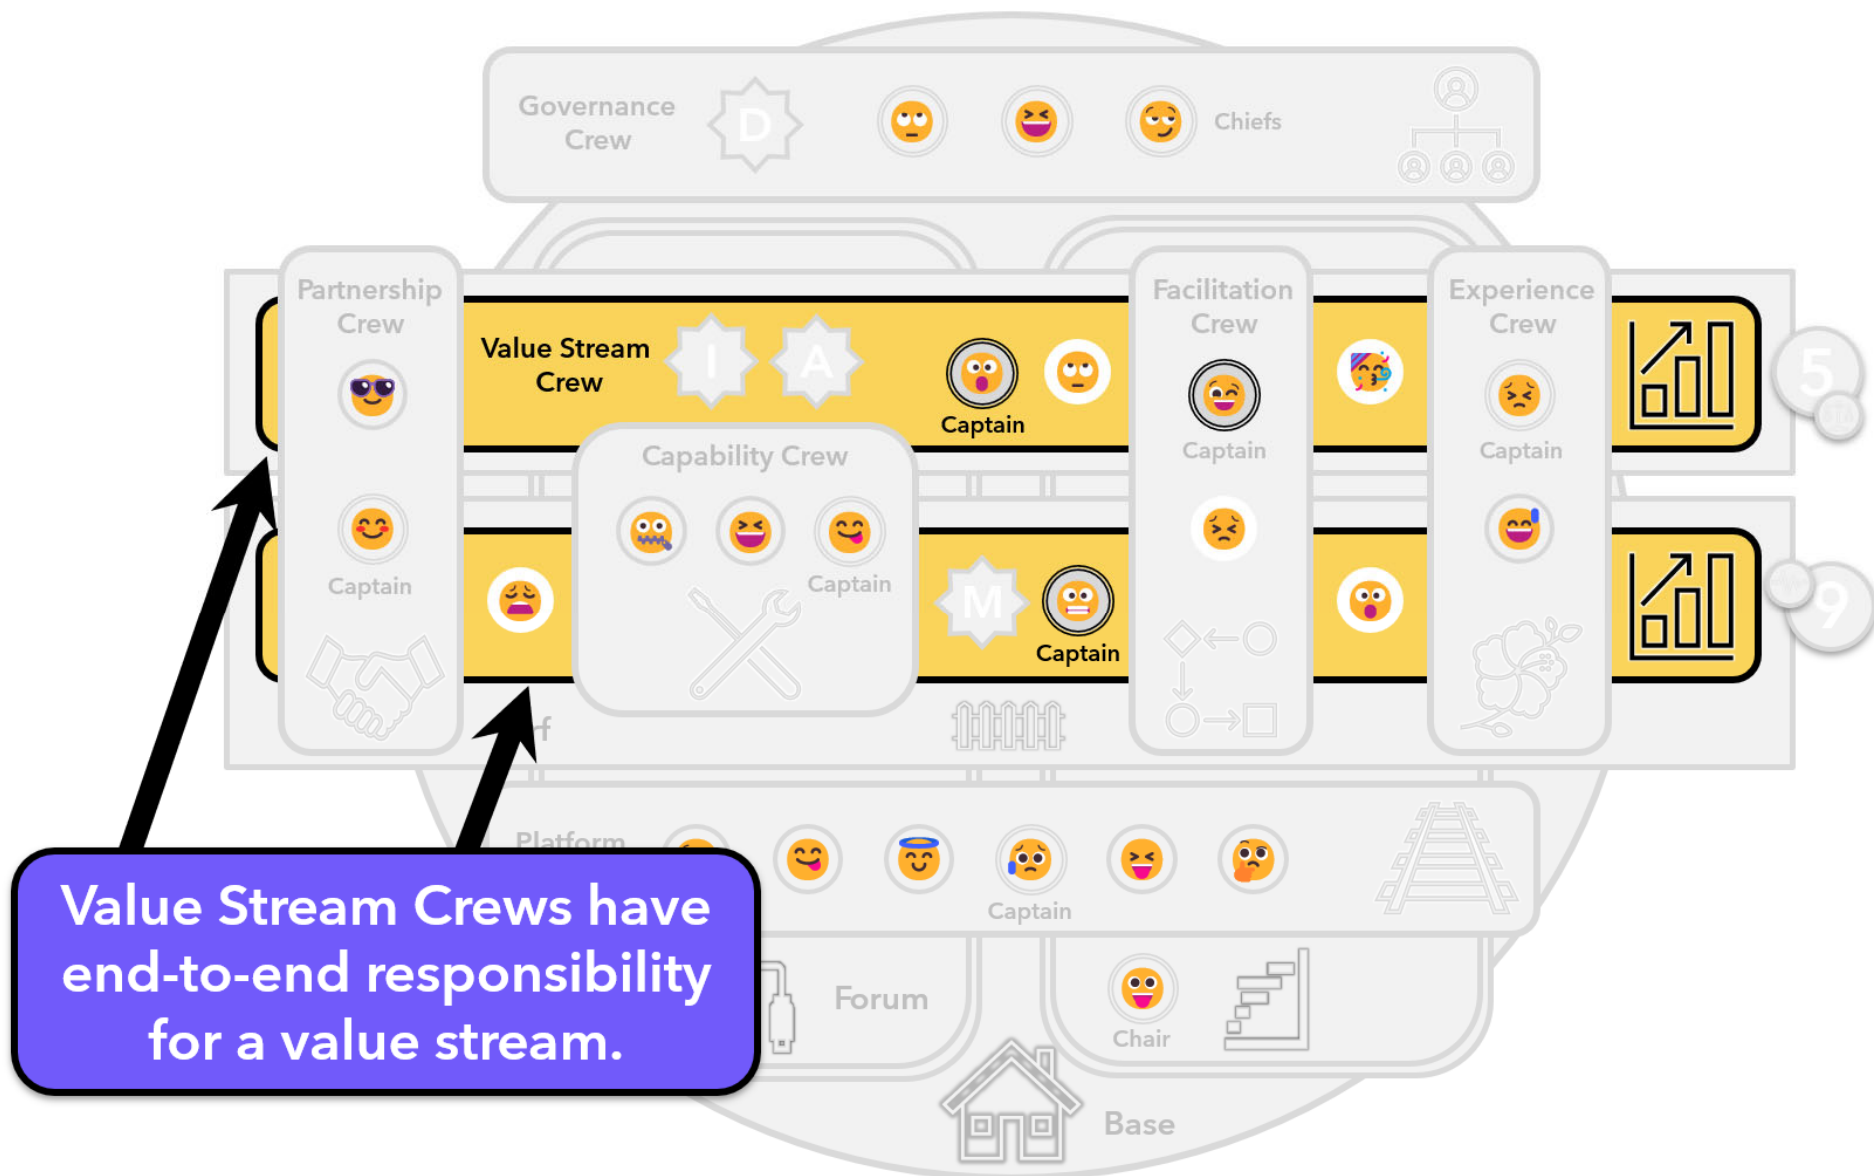 Governance
Crew
D
Chiefs
Partnership
Crew
Facilitation
Crew
Experience
Crew
Value Stream
Crew
I
A
Captain
5
Captain
Captain
Capability Crew
Captain
Captain
M
Captain
9
rf
Platform
Captain
Value Stream Crews have
end-to-end responsibility
for a value stream.
Forum
Chair
Base